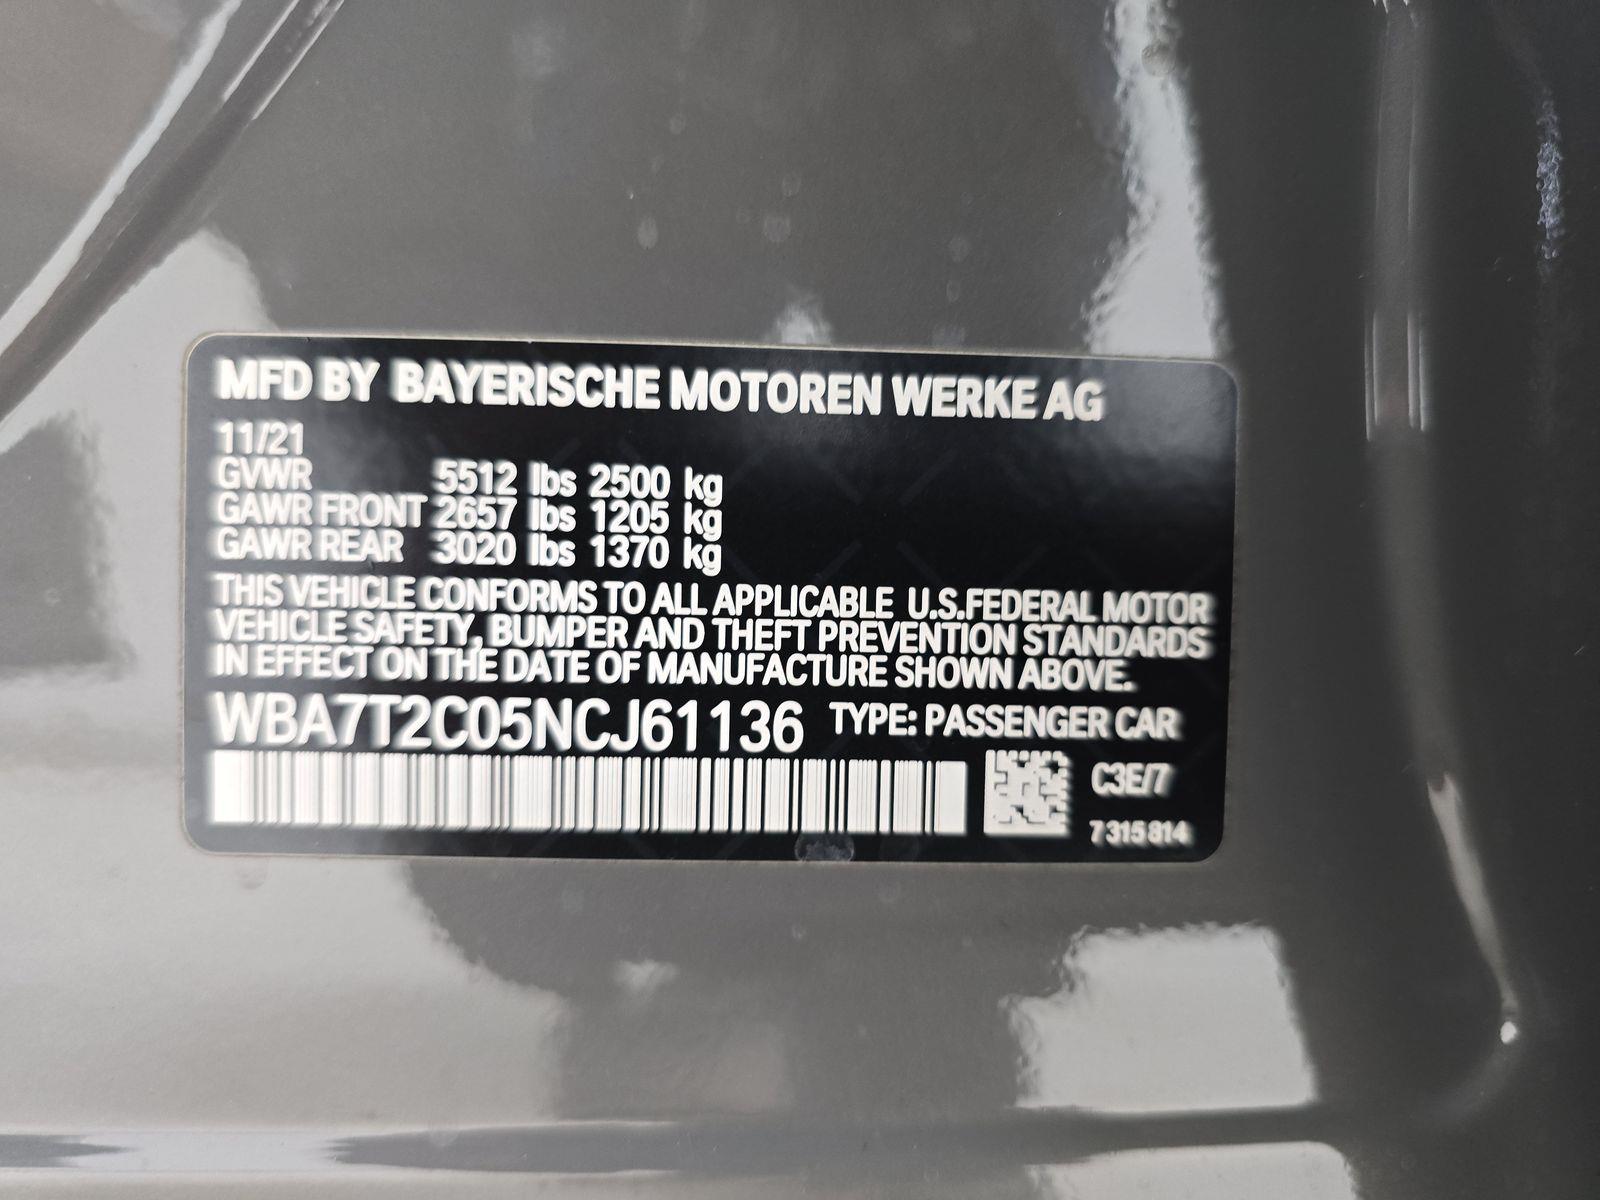 MFD BY BAYERISCHE MOTOREN WERKE AG
11/21
GVWR 5512 lbs 2500 kg
GAWR FRONT 2657 lbs 1205 kg
GAWR REAR 3020 lbs 1370 kg
THIS VEHICLE CONFORMS TO ALL APPLICABLE U.S.FEDERAL MOTOR
VEHICLE SAFETY, BUMPER AND THEFT PREVENTION STANDARDS
IN EFFECT ON THE DATE OF MANUFACTURE SHOWN ABOVE.
WBA7T2C05NCJ61136 TYPE: PASSENGER CAR
C3E/7
7 315 814